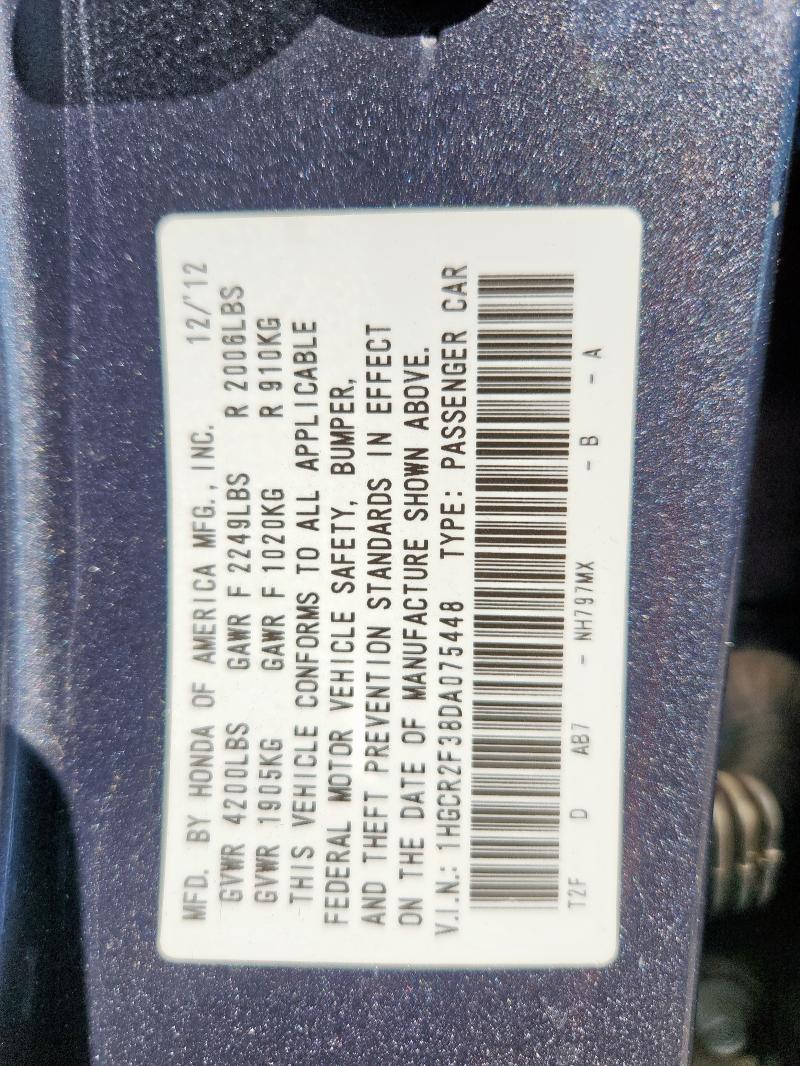 MFD. BY HONDA OF AMERICA MFG., INC. 12/'12
GVWR 4200LBS GAWR F 2249LBS R 2006LBS
GVWR 1905KG GAWR F 1020KG R 910KG
THIS VEHICLE CONFORMS TO ALL APPLICABLE
FEDERAL MOTOR VEHICLE SAFETY, BUMPER,
AND THEFT PREVENTION STANDARDS IN EFFECT
ON THE DATE OF MANUFACTURE SHOWN ABOVE.
V.I.N.: 1HGCR2F38DA075448 TYPE: PASSENGER CAR
T2F D AB7 - NH797MX - B - A